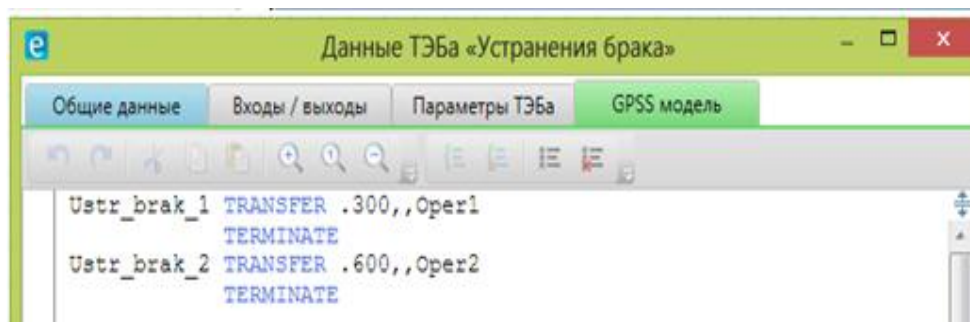 Данные ТЭБа «Устранения брака»
Общие данные Входы / выходы Параметры ТЭБа GPSS модель
Ustr_brak_1 TRANSFER .300,,Oper1
TERMINATE
Ustr_brak_2 TRANSFER .600,,Oper2
TERMINATE